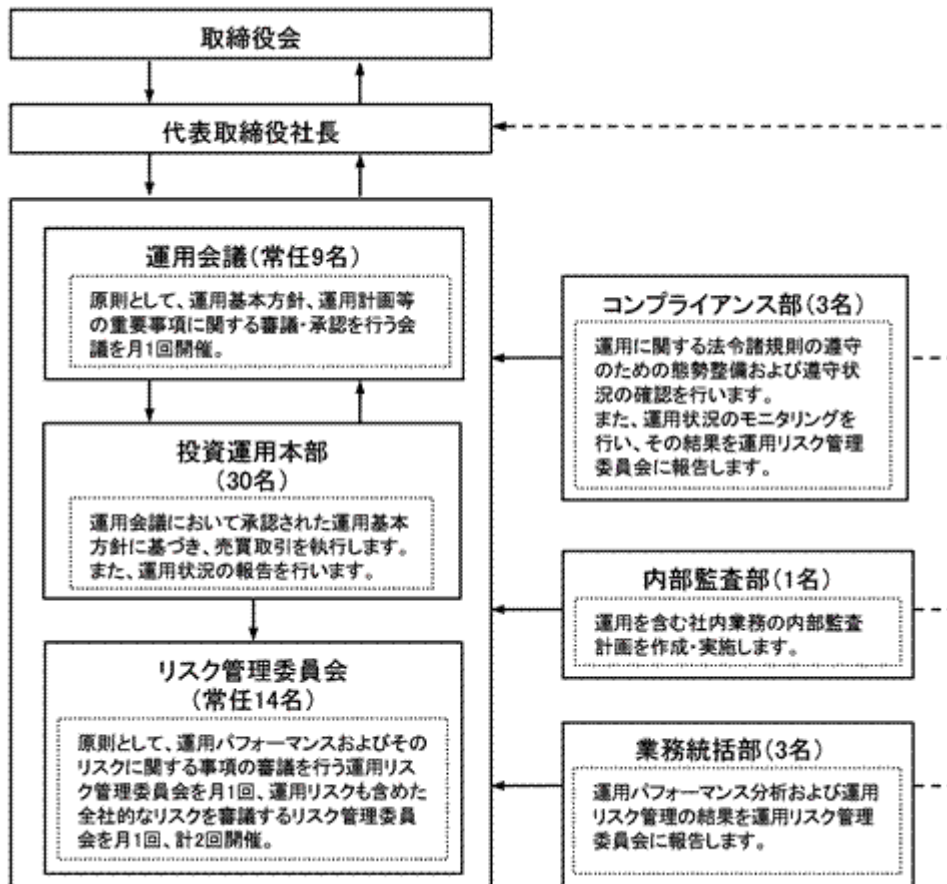 取締役会
代表取締役社長
運用会議(常任9名)
原則として、運用基本方針、運用計画等
の重要事項に関する審議・承認を行う会
議を月1回開催。
投資運用本部
(30名)
運用会議において承認された運用基本
方針に基づき、売買取引を執行します。
また、運用状況の報告を行います。
リスク管理委員会
(常任14名)
原則として、運用パフォーマンスおよびその
リスクに関する事項の審議を行う運用リス
ク管理委員会を月1回、運用リスクも含めた
全社的なリスクを審議するリスク管理委員
会を月1回、計2回開催。
コンプライアンス部(3名)
運用に関する法令諸規則の遵守
のための態勢整備および遵守状
況の確認を行います。
また、運用状況のモニタリングを
行い、その結果を運用リスク管理
委員会に報告します。
内部監査部(1名)
運用を含む社内業務の内部監査
計画を作成・実施します。
業務統括部(3名)
運用パフォーマンス分析および運用
リスク管理の結果を運用リスク管理
委員会に報告します。